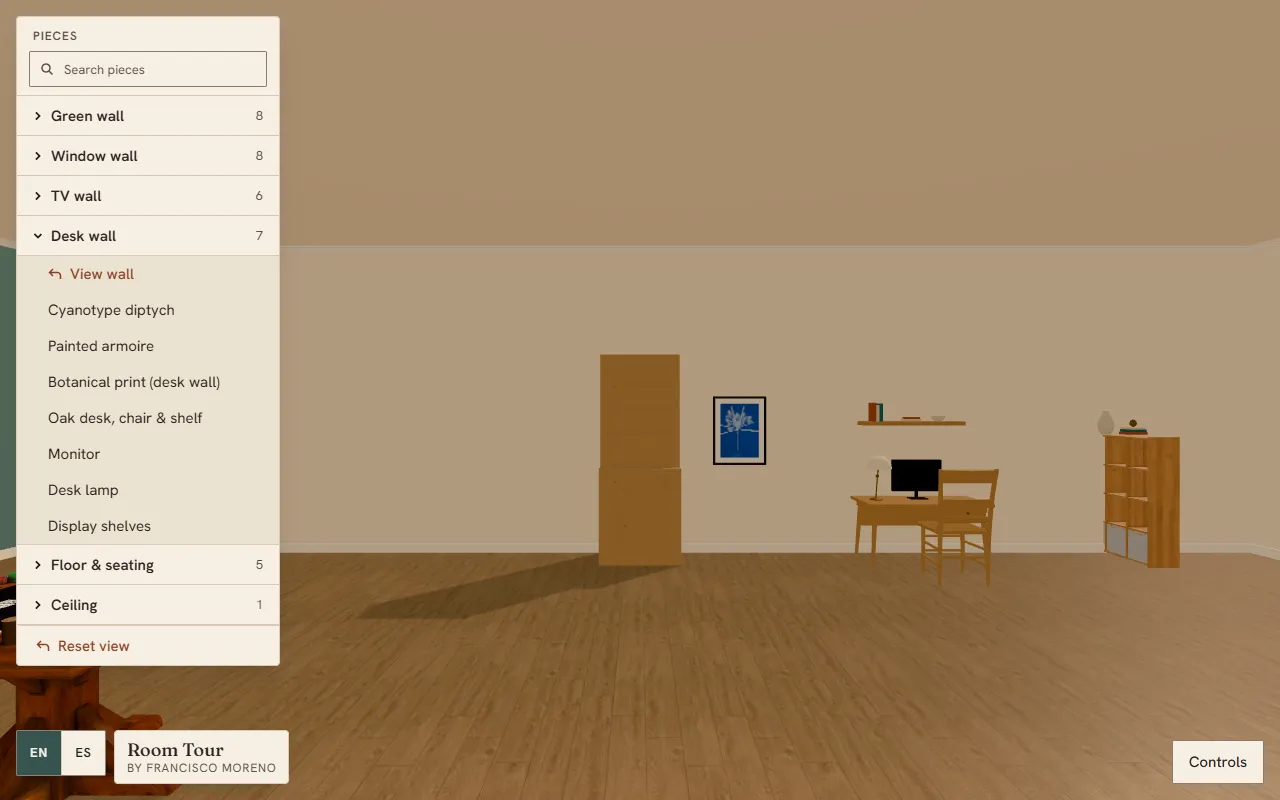 PIECES
Search pieces
Green wall 8
Window wall 8
TV wall 6
Desk wall 7
View wall
Cyanotype diptych
Painted armoire
Botanical print (desk wall)
Oak desk, chair & shelf
Monitor
Desk lamp
Display shelves
Floor & seating 5
Ceiling 1
Reset view
EN ES
Room Tour
BY FRANCISCO MORENO
Controls